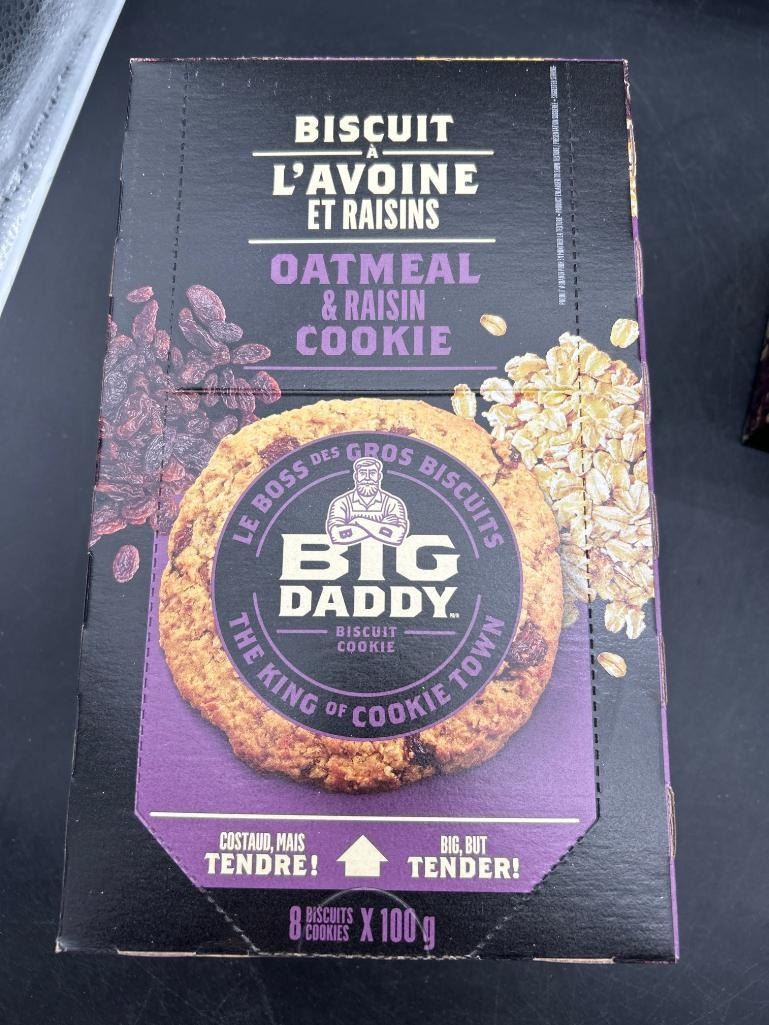 BISCUIT
À
L'AVOINE
ET RAISINS
OATMEAL
& RAISIN
COOKIE
LE BOSS DES GROS BISCUITS
BIG
DADDY
BISCUIT
COOKIE
THE KING OF COOKIE TOWN
COSTAUD, MAIS
TENDRE!
BIG, BUT
TENDER!
8 BISCUITS
COOKIES X 100 g